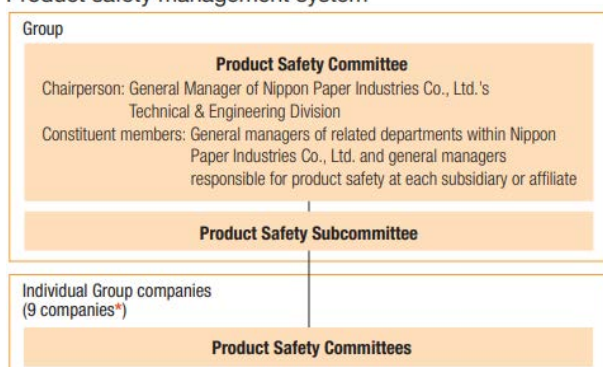 Product safety management system
Group
Product Safety Committee
Chairperson: General Manager of Nippon Paper Industries Co., Ltd.'s
Technical & Engineering Division
Constituent members: General managers of related departments within Nippon
Paper Industries Co., Ltd. and general managers
responsible for product safety at each subsidiary or affiliate
Product Safety Subcommittee
Individual Group companies
(9 companies*)
Product Safety Committees